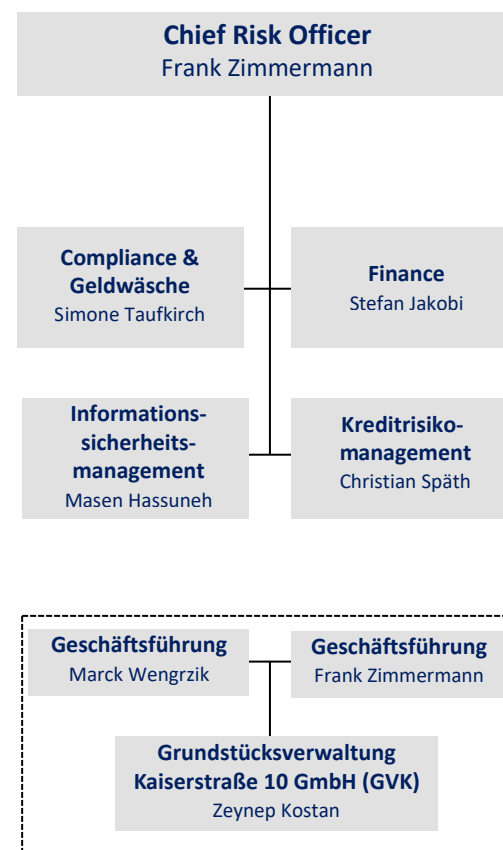 Chief Risk Officer
Frank Zimmermann
Compliance &
Geldwäsche
Simone Taufkirch
Finance
Stefan Jakobi
Informations-
sicherheits-
management
Masen Hassuneh
Kreditrisiko-
management
Christian Späth
Geschäftsführung
Marck Wengrzik
Geschäftsführung
Frank Zimmermann
Grundstücksverwaltung
Kaiserstraße 10 GmbH (GVK)
Zeynep Kostan